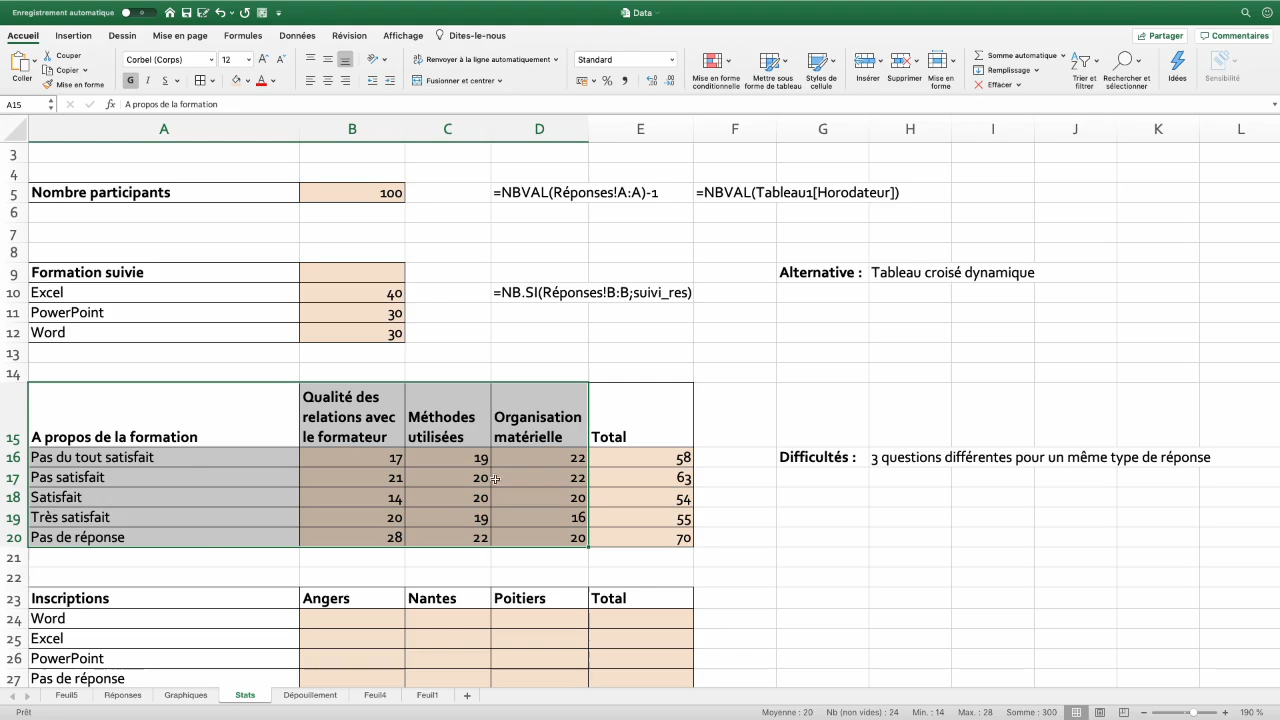 Enregistrement automatique
Data
Accueil Insertion Dessin Mise en page Formules Données Révision Affichage Dites-le-nous Partager Commentaires
Coller
Couper
Copier
Mise en forme
Corbel (Corps)
G I S
A
Renvoyer à la ligne automatiquement
Fusionner et centrer
Standard
Mise en forme conditionnelle
Mettre sous forme de tableau
Styles de cellule
Insérer
Supprimer
Mise en forme
Somme automatique
Remplissage
Effacer
Trier et filtrer
Rechercher et sélectionner
Idées
Sensibilité
A15 fx A propos de la formation
A B C D E F G H I J K L
3
4
5 Nombre participants 100 =NBVAL(Réponses!A:A)-1 =NBVAL(Tableau1[Horodateur])
6
7
8
9 Formation suivie Alternative : Tableau croisé dynamique
10 Excel 40 =NB.SI(Réponses!B:B;suivi_res)
11 PowerPoint 30
12 Word 30
13
14
15 A propos de la formation Qualité des relations avec le formateur Méthodes utilisées Organisation matérielle Total
16 Pas du tout satisfait 17 19 22 58 Difficultés : 3 questions différentes pour un même type de réponse
17 Pas satisfait 21 20 22 63
18 Satisfait 14 20 20 54
19 Très satisfait 20 19 16 55
20 Pas de réponse 28 22 20 70
21
22
23 Inscriptions Angers Nantes Poitiers Total
24 Word
25 Excel
26 PowerPoint
27 Pas de réponse
Feuil5 Réponses Graphiques Stats Dépouillement Feuil4 Feuil1 +
Prêt Moyenne : 20 Nb (non vides) : 24 Min. : 14 Max. : 28 Somme : 300 190 %